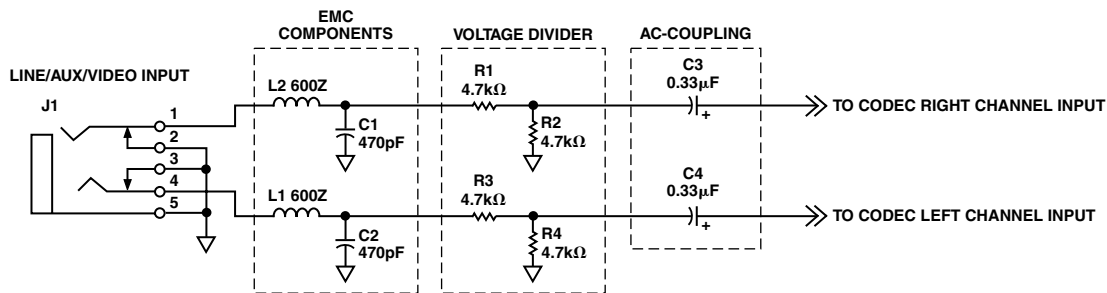 EMC
COMPONENTS
VOLTAGE DIVIDER
AC-COUPLING
LINE/AUX/VIDEO INPUT
J1
1
2
3
4
5
L2 600Z
C1
470pF
R1
4.7kΩ
R2
4.7kΩ
C3
0.33μF
+
TO CODEC RIGHT CHANNEL INPUT
L1 600Z
C2
470pF
R3
4.7kΩ
R4
4.7kΩ
C4
0.33μF
+
TO CODEC LEFT CHANNEL INPUT